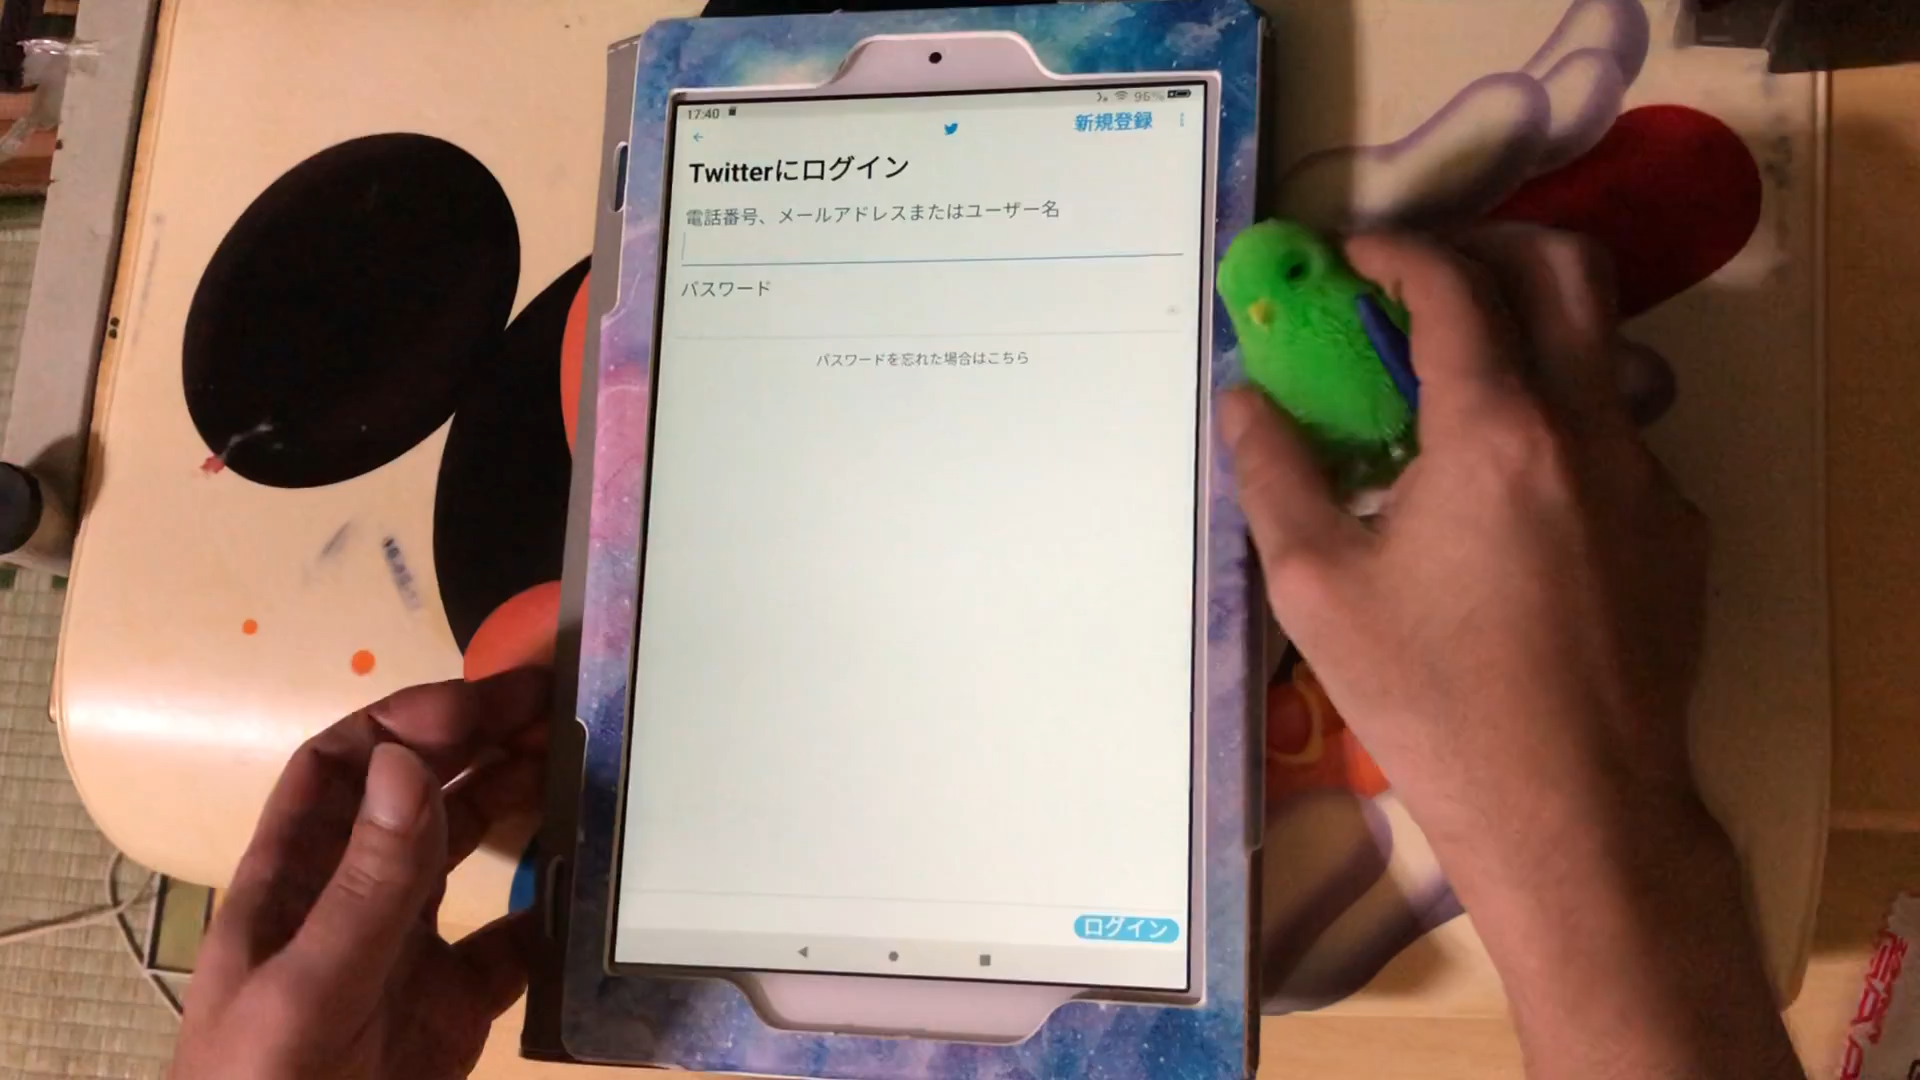 17:40
96%
新規登録
Twitterにログイン
電話番号、メールアドレスまたはユーザー名
パスワード
パスワードを忘れた場合はこちら
ログイン